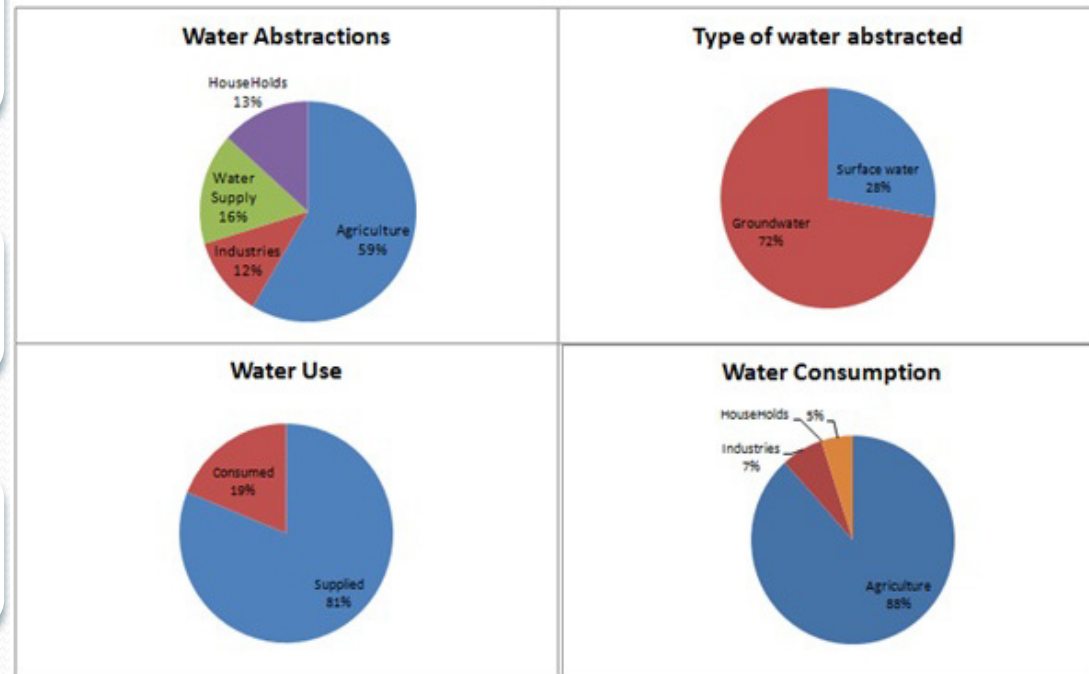 Water Abstractions
HouseHolds
13%
Water
Supply
16%
Industries
12%
Agriculture
59%
Type of water abstracted
Surface water
28%
Groundwater
72%
Water Use
Consumed
19%
Supplied
81%
Water Consumption
HouseHolds 5%
Industries
7%
Agriculture
88%